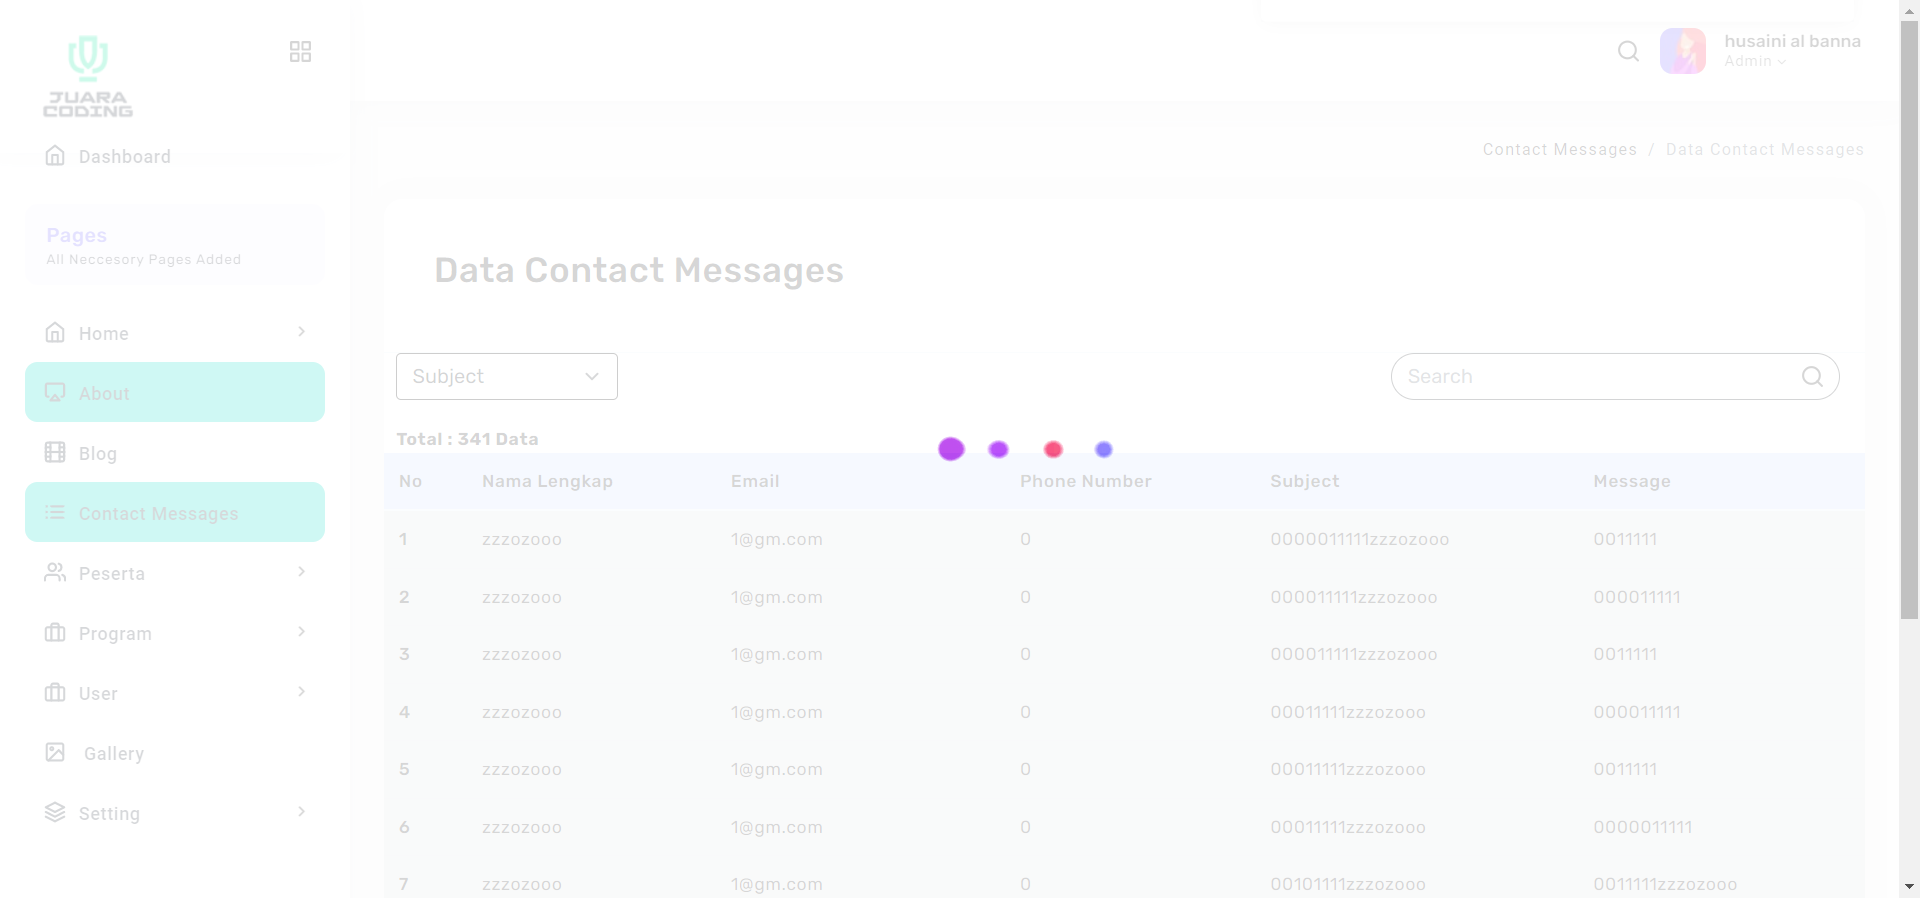 JUARA
CODING
husaini al banna
Admin
Dashboard
Contact Messages / Data Contact Messages
Pages
All Neccesory Pages Added
Data Contact Messages
Home
About
Blog
Contact Messages
Peserta
Program
User
Gallery
Setting
Subject
Search
Total : 341 Data
No Nama Lengkap Email Phone Number Subject Message
1 zzzozooo 1@gm.com 0 0000011111zzzozooo 0011111
2 zzzozooo 1@gm.com 0 000011111zzzozooo 000011111
3 zzzozooo 1@gm.com 0 000011111zzzozooo 0011111
4 zzzozooo 1@gm.com 0 00011111zzzozooo 000011111
5 zzzozooo 1@gm.com 0 00011111zzzozooo 0011111
6 zzzozooo 1@gm.com 0 00011111zzzozooo 0000011111
7 zzzozooo 1@gm.com 0 00101111zzzozooo 0011111zzzozooo